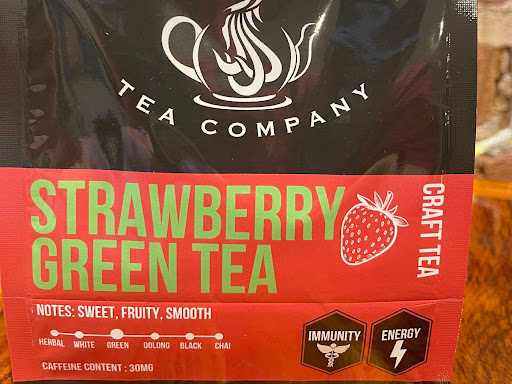 TEA COMPANY
STRAWBERRY
GREEN TEA
CRAFT TEA
NOTES: SWEET, FRUITY, SMOOTH
HERBAL WHITE GREEN OOLONG BLACK CHAI
CAFFEINE CONTENT : 30MG
IMMUNITY
ENERGY